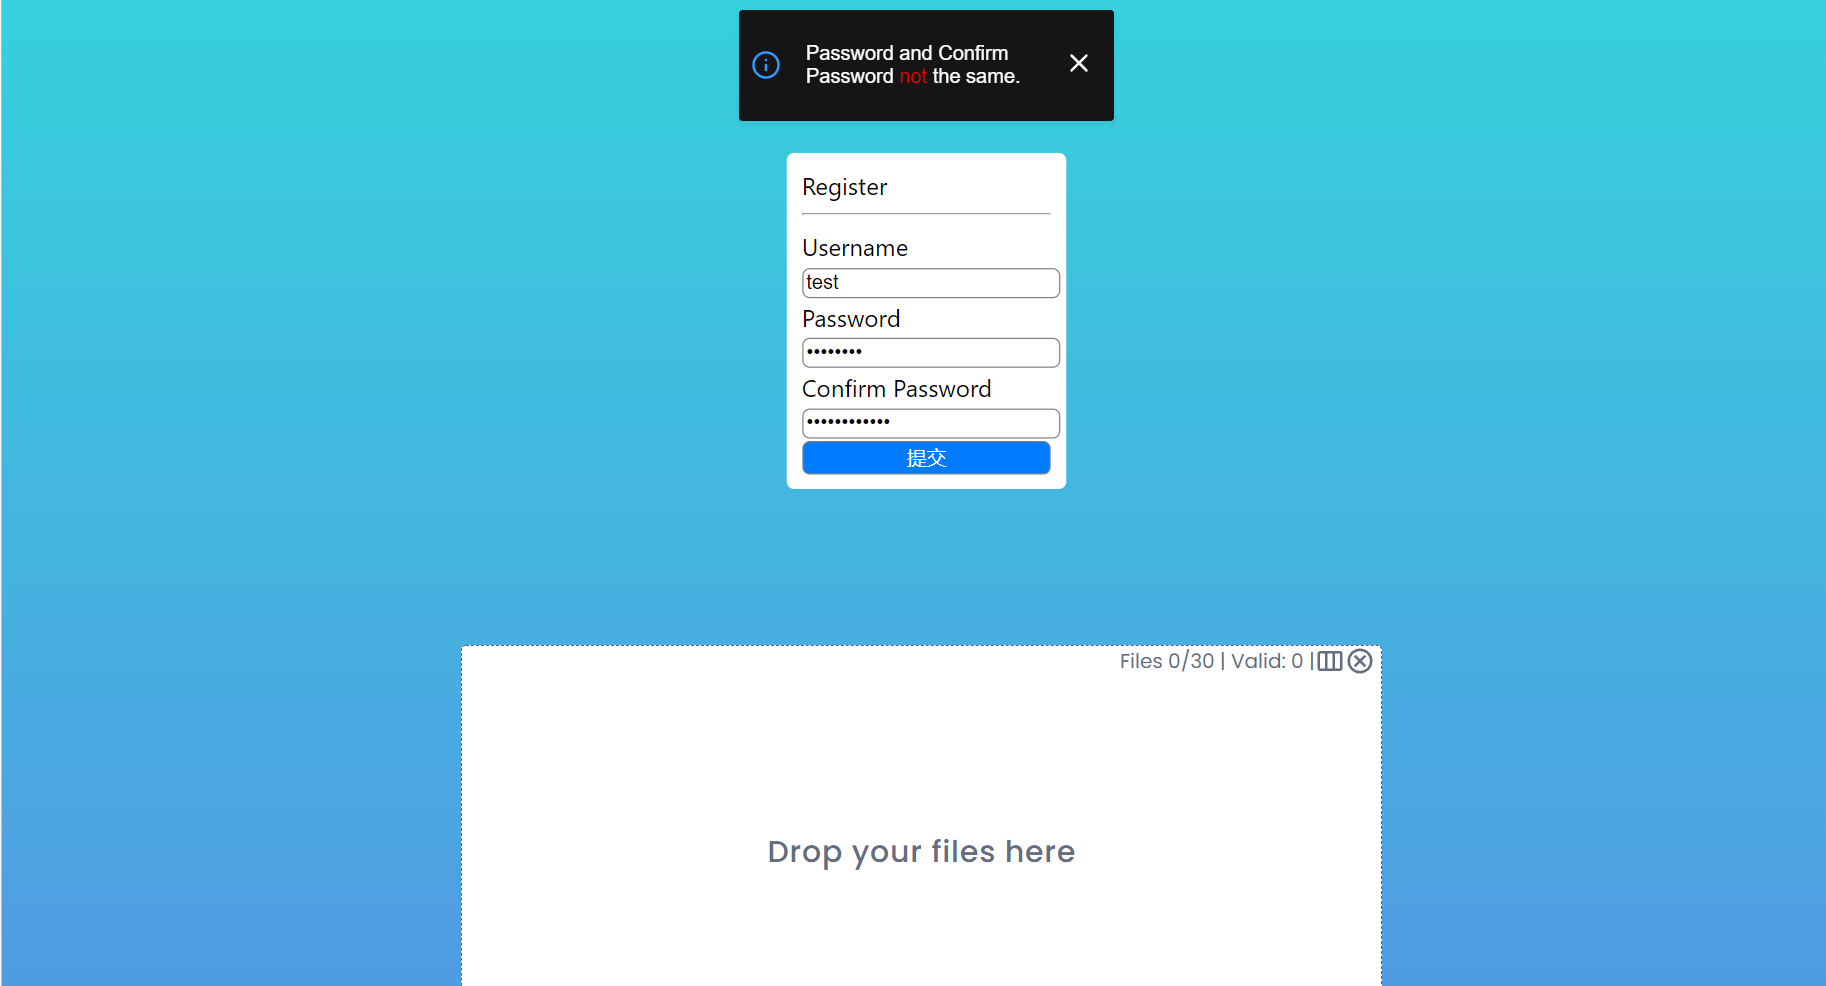 Password and Confirm
Password not the same.
Register
Username
test
Password
••••••••
Confirm Password
••••••••••••
提交
Files 0/30 | Valid: 0 |
Drop your files here